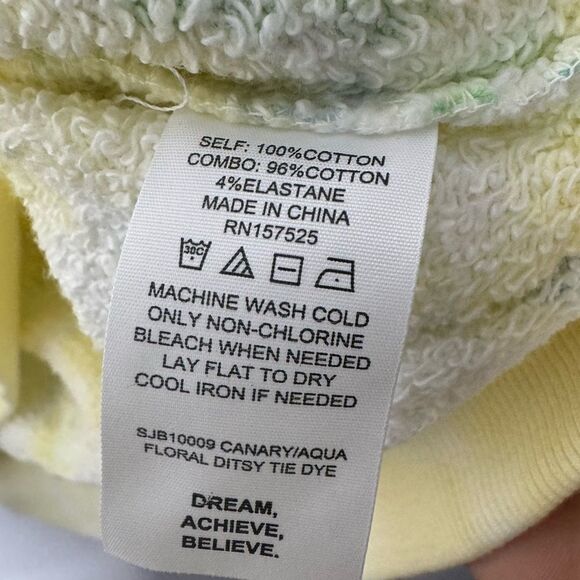 SELF: 100%COTTON
COMBO: 96%COTTON
4%ELASTANE
MADE IN CHINA
RN157525
30C
MACHINE WASH COLD
ONLY NON-CHLORINE
BLEACH WHEN NEEDED
LAY FLAT TO DRY
COOL IRON IF NEEDED
SJB10009 CANARY/AQUA
FLORAL DITSY TIE DYE
DREAM,
ACHIEVE,
BELIEVE.